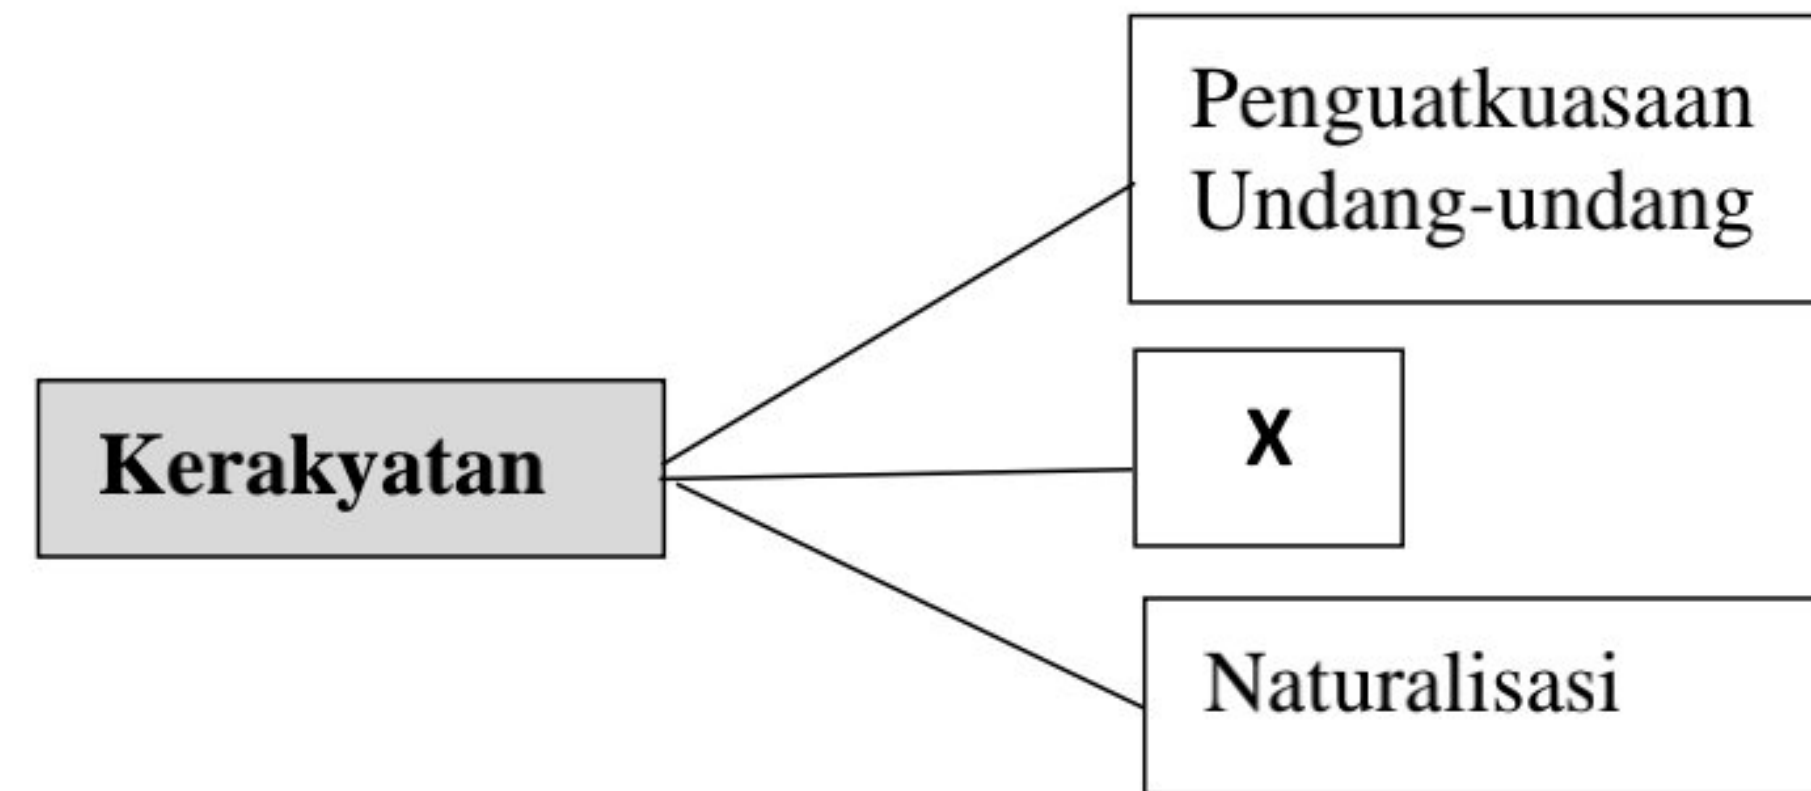 Penguatkuasaan
Undang-undang
Kerakyatan
X
Naturalisasi